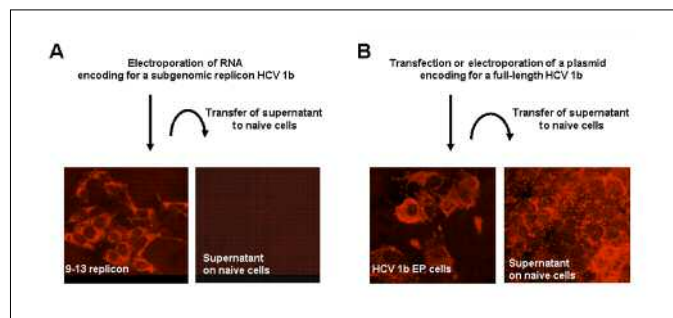 A
Electroporation of RNA
encoding for a subgenomic replicon HCV 1b
Transfer of supernatant
to naive cells
9-13 replicon
Supernatant
on naive cells
B
Transfection or electroporation of a plasmid
encoding for a full-length HCV 1b
Transfer of supernatant
to naive cells
HCV 1b EP. cells
Supernatant
on naive cells